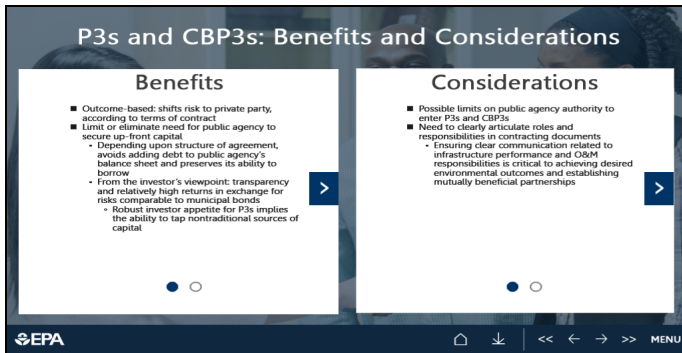 P3s and CBP3s: Benefits and Considerations
Benefits
■ Outcome-based: shifts risk to private party,
according to terms of contract
■ Limit or eliminate need for public agency to
secure up-front capital
- Depending upon structure of agreement,
avoids adding debt to public agency's
balance sheet and preserves its ability to
borrow
- From the investor's viewpoint: transparency
and relatively high returns in exchange for
risks comparable to municipal bonds
▫ Robust investor appetite for P3s implies
the ability to tap nontraditional sources of
capital
>
Considerations
■ Possible limits on public agency authority to
enter P3s and CBP3s
■ Need to clearly articulate roles and
responsibilities in contracting documents
- Ensuring clear communication related to
infrastructure performance and O&M
responsibilities is critical to achieving desired
environmental outcomes and establishing
mutually beneficial partnerships
>
EPA
<< ← → >> MENU